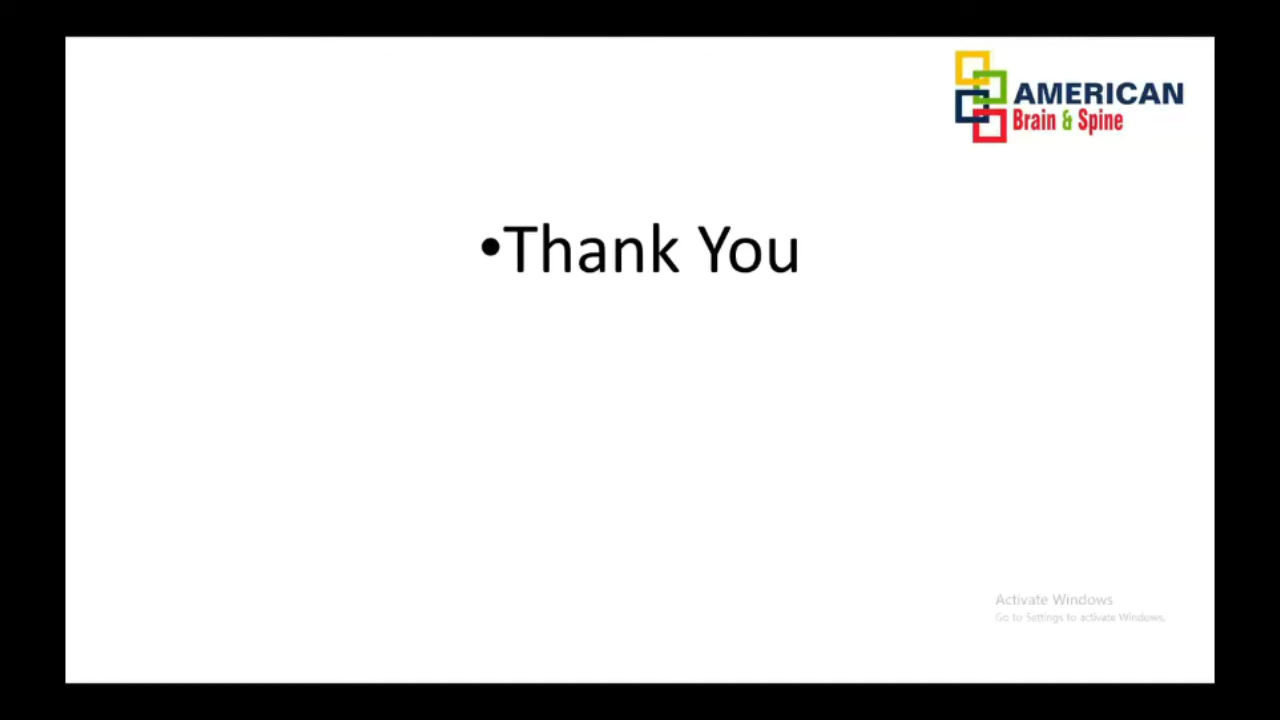 AMERICAN
Brain & Spine
•Thank You
Activate Windows
Go to Settings to activate Windows.